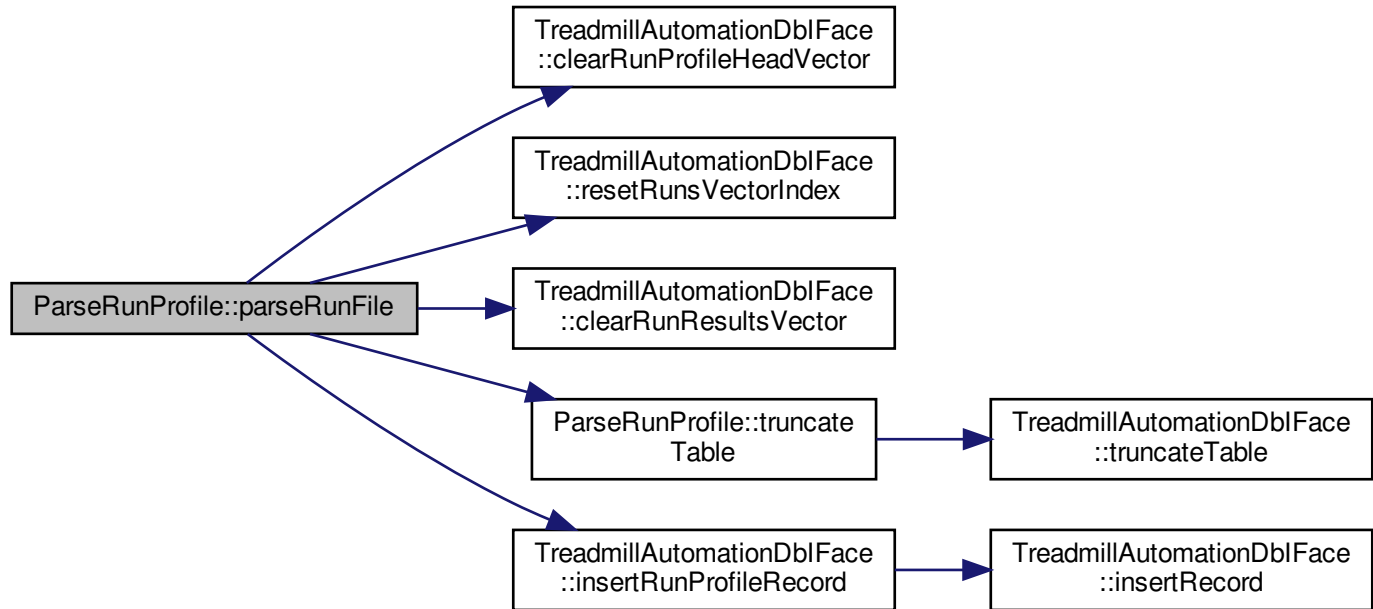 TreadmillAutomationDbIFace
::clearRunProfileHeadVector
TreadmillAutomationDbIFace
::resetRunsVectorIndex
ParseRunProfile::parseRunFile
TreadmillAutomationDbIFace
::clearRunResultsVector
ParseRunProfile::truncate
Table
TreadmillAutomationDbIFace
::truncateTable
TreadmillAutomationDbIFace
::insertRunProfileRecord
TreadmillAutomationDbIFace
::insertRecord